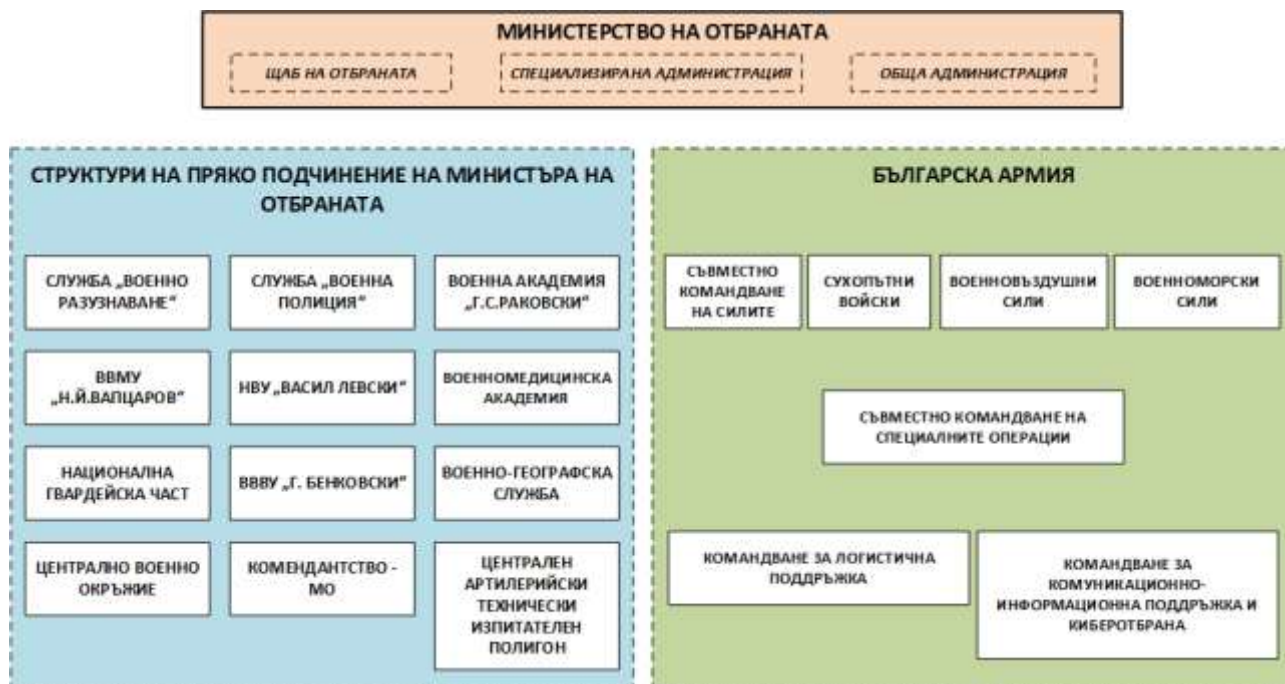 МИНИСТЕРСТВО НА ОТБРАНАТА
ЩАБ НА ОТБРАНАТА
СПЕЦИАЛИЗИРАНА АДМИНИСТРАЦИЯ
ОБЩА АДМИНИСТРАЦИЯ
СТРУКТУРИ НА ПРЯКО ПОДЧИНЕНИЕ НА МИНИСТЪРА НА
ОТБРАНАТА
СЛУЖБА „ВОЕННО
РАЗУЗНАВАНЕ“
СЛУЖБА „ВОЕННА
ПОЛИЦИЯ“
ВОЕННА АКАДЕМИЯ
„Г.С.РАКОВСКИ“
ВВМУ
„Н.Й.ВАПЦАРОВ“
НВУ „ВАСИЛ ЛЕВСКИ“
ВОЕННОМЕДИЦИНСКА
АКАДЕМИЯ
НАЦИОНАЛНА
ГВАРДЕЙСКА ЧАСТ
ВВВУ „Г. БЕНКОВСКИ“
ВОЕННО-ГЕОГРАФСКА
СЛУЖБА
ЦЕНТРАЛНО ВОЕННО
ОКРЪЖИЕ
КОМЕНДАНТСТВО -
МО
ЦЕНТРАЛЕН
АРТИЛЕРИЙСКИ
ТЕХНИЧЕСКИ
ИЗПИТАТЕЛЕН
ПОЛИГОН
БЪЛГАРСКА АРМИЯ
СЪВМЕСТНО
КОМАНДВАНЕ
НА СИЛИТЕ
СУХОПЪТНИ
ВОЙСКИ
ВОЕННОВЪЗДУШНИ
СИЛИ
ВОЕННОМОРСКИ
СИЛИ
СЪВМЕСТНО КОМАНДВАНЕ НА
СПЕЦИАЛНИТЕ ОПЕРАЦИИ
КОМАНДВАНЕ ЗА ЛОГИСТИЧНА
ПОДДРЪЖКА
КОМАНДВАНЕ ЗА
КОМУНИКАЦИОННО-
ИНФОРМАЦИОННА ПОДДРЪЖКА И
КИБЕРОТБРАНА